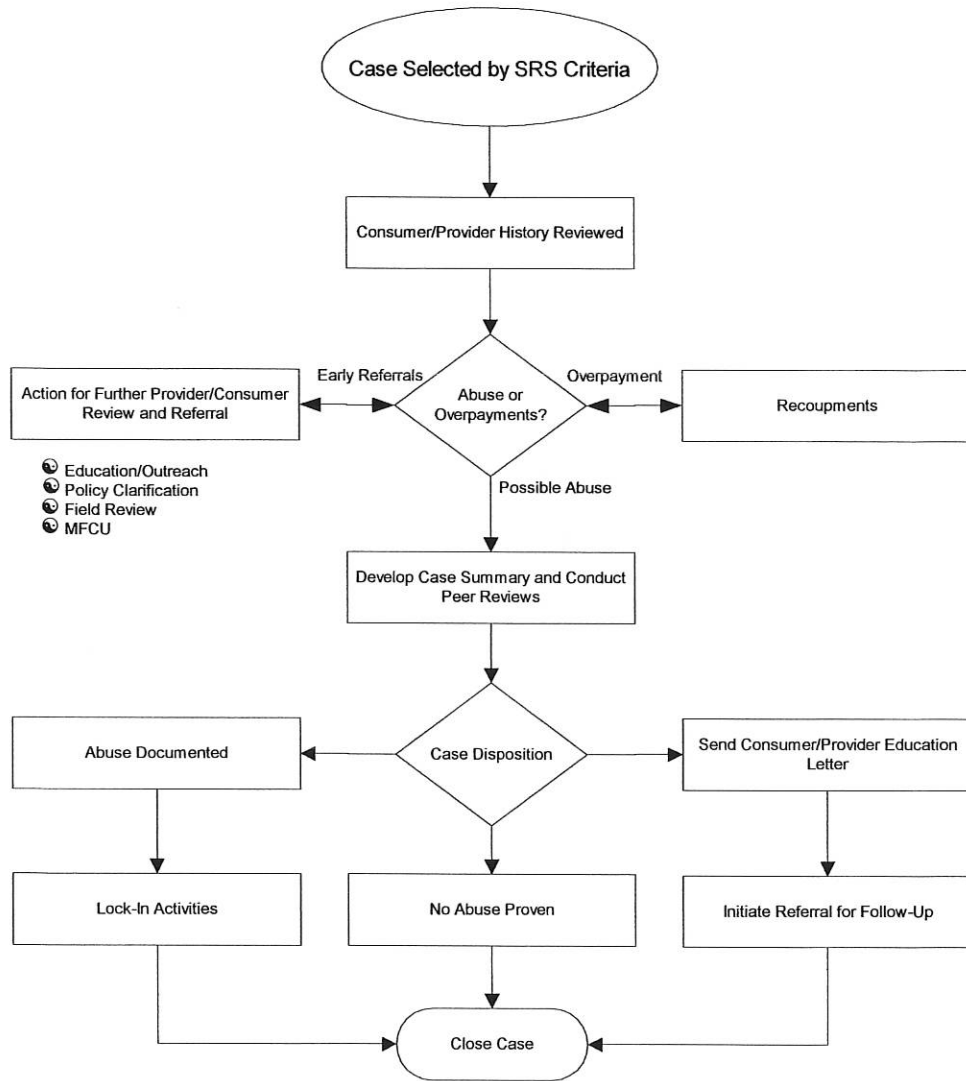 Case Selected by SRS Criteria
Consumer/Provider History Reviewed
Early Referrals
Overpayment
Action for Further Provider/Consumer
Review and Referral
Abuse or
Overpayments?
Recoupments
Education/Outreach
Policy Clarification
Field Review
MFCU
Possible Abuse
Develop Case Summary and Conduct
Peer Reviews
Abuse Documented
Case Disposition
Send Consumer/Provider Education
Letter
Lock-In Activities
No Abuse Proven
Initiate Referral for Follow-Up
Close Case